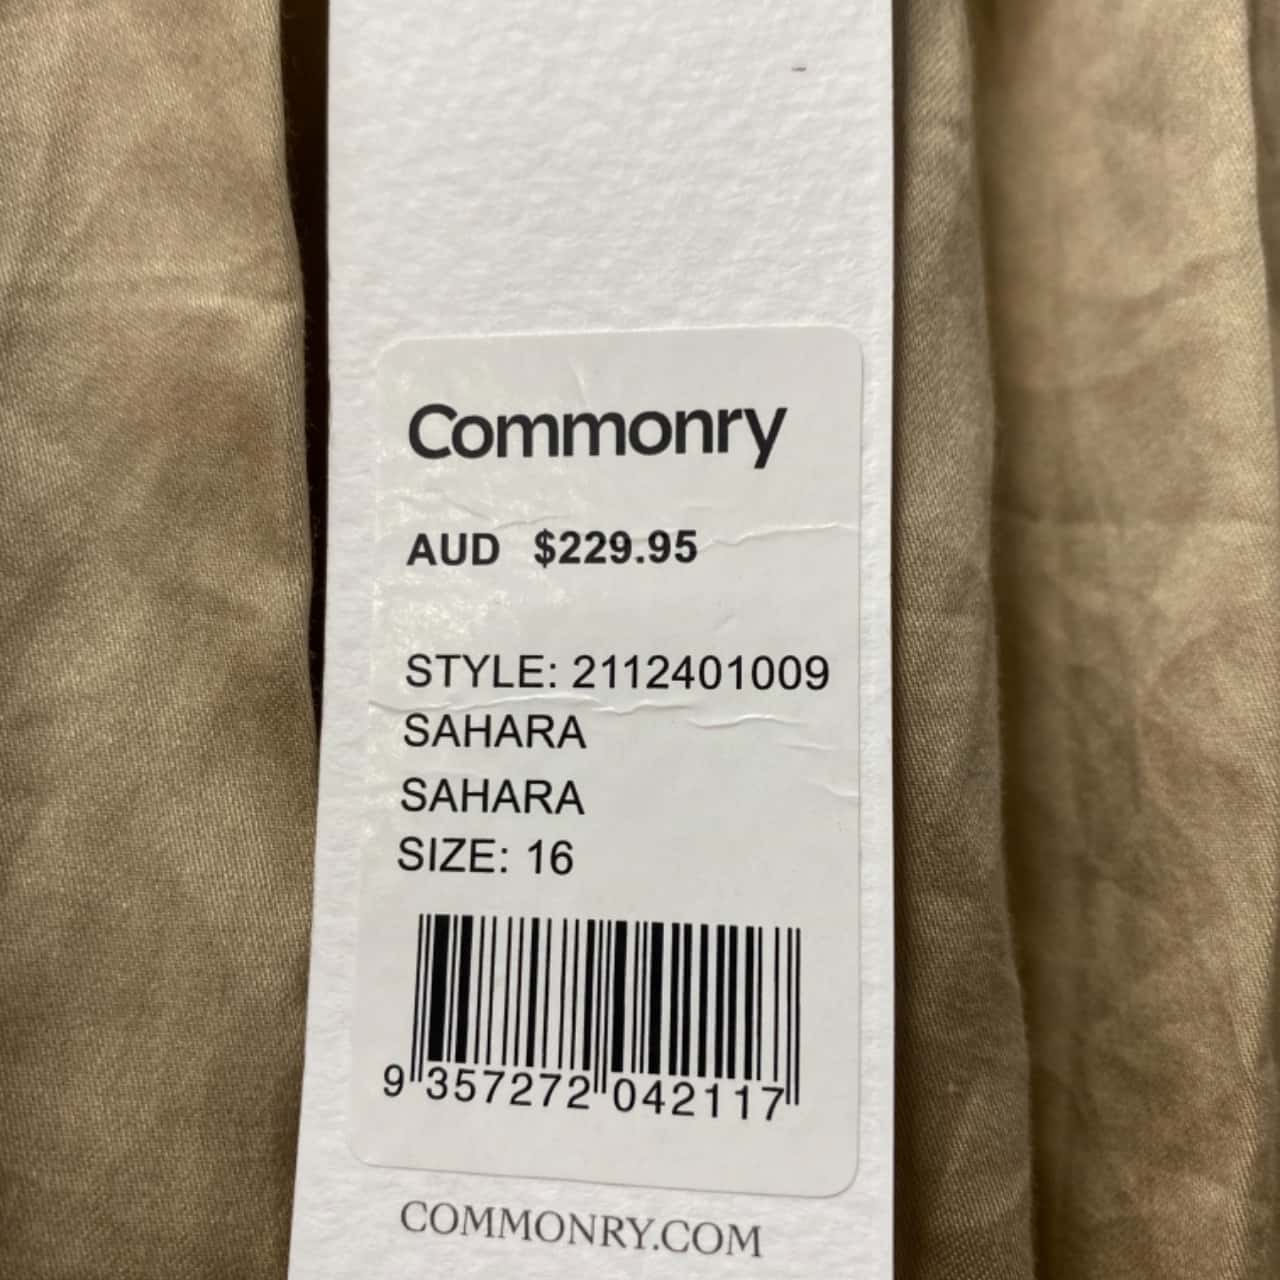 Commonry
AUD $229.95
STYLE: 2112401009
SAHARA
SAHARA
SIZE: 16
9 357272 042117
COMMONRY.COM